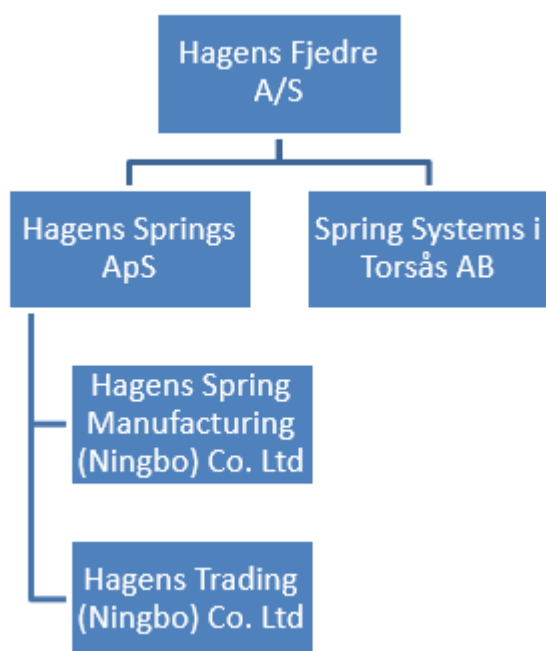 Hagens Fjedre
A/S
Hagens Springs
ApS
Spring Systems i
Torsås AB
Hagens Spring
Manufacturing
(Ningbo) Co. Ltd
Hagens Trading
(Ningbo) Co. Ltd